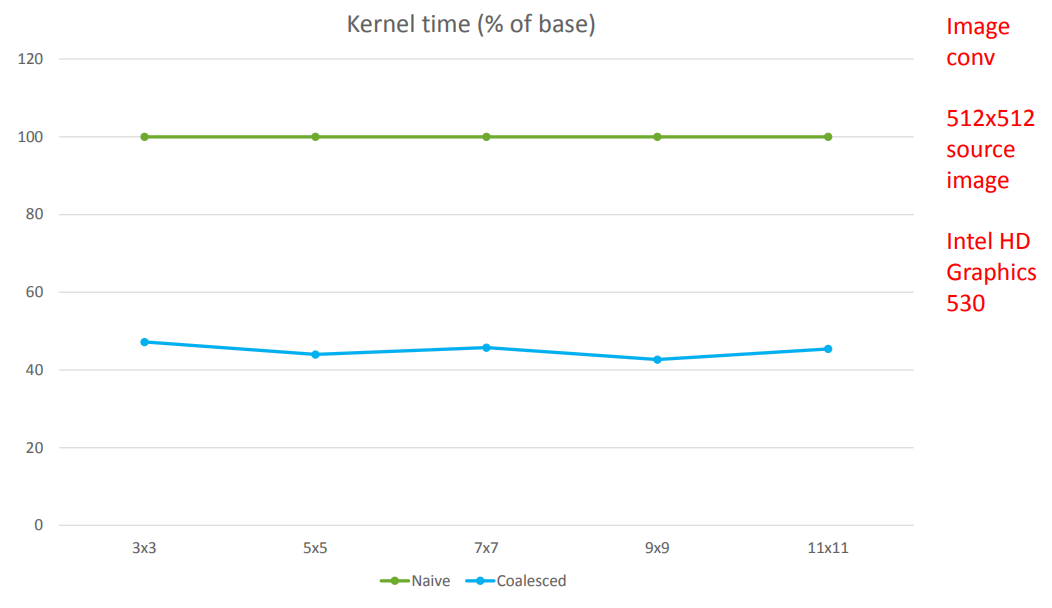 Kernel time (% of base)
120
100
80
60
40
20
0
3x3 5x5 7x7 9x9 11x11
Naive Coalesced
Image
conv
512x512
source
image
Intel HD
Graphics
530